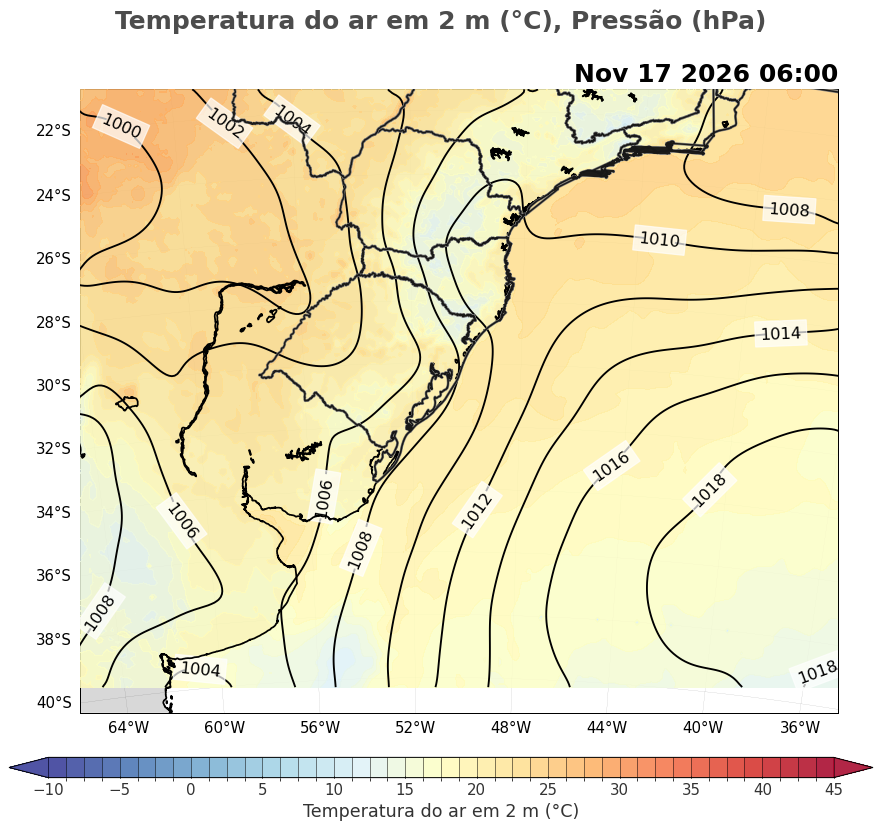 Temperatura do ar em 2 m (°C), Pressão (hPa)
Nov 17 2026 06:00
1000
1002
1004
22°S
24°S
1008
26°S
1010
28°S
1014
30°S
32°S
1016
1018
1006
1012
34°S
1006
1008
36°S
1008
38°S
1004
1018
40°S
64°W 60°W 56°W 52°W 48°W 44°W 40°W 36°W
−10 −5 0 5 10 15 20 25 30 35 40 45
Temperatura do ar em 2 m (°C)